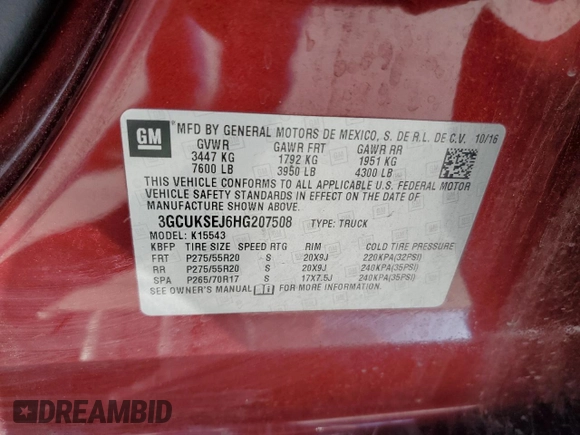 GM
MFD BY GENERAL MOTORS DE MEXICO, S. DE R.L. DE C.V. 10/16
GVWR GAWR FRT GAWR RR
3447 KG 1792 KG 1951 KG
7600 LB 3950 LB 4300 LB
THIS VEHICLE CONFORMS TO ALL APPLICABLE U.S. FEDERAL MOTOR
VEHICLE SAFETY STANDARDS IN EFFECT ON THE DATE OF
MANUFACTURE SHOWN ABOVE.
3GCUKSEJ6HG207508 TYPE: TRUCK
MODEL: K15543
KBFP TIRE SIZE SPEED RTG RIM COLD TIRE PRESSURE
FRT P275/55R20 S 20X9J 220KPA(32PSI)
RR P275/55R20 S 20X9J 240KPA(35PSI)
SPA P265/70R17 S 17X7.5J 240KPA(35PSI)
SEE OWNER'S MANUAL FOR MORE INFORMATION.
DREAMBID